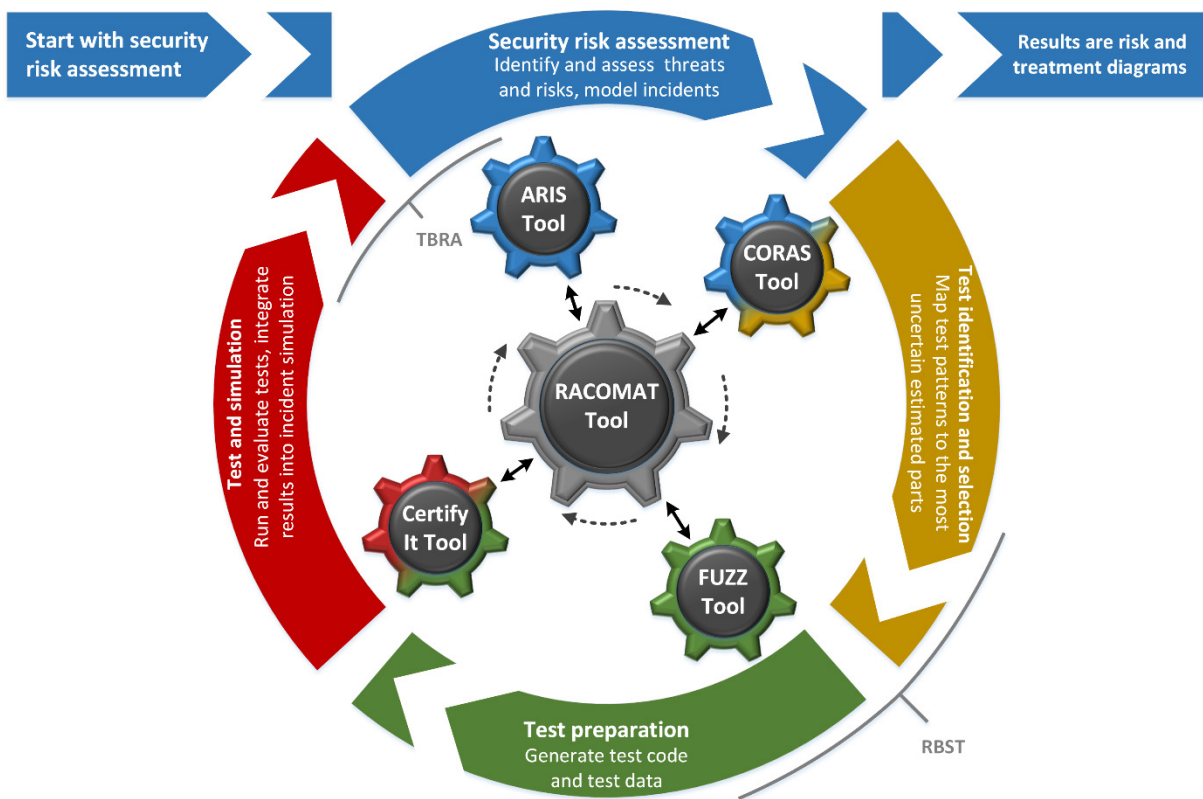 Start with security
risk assessment
Security risk assessment
Identify and assess threats
and risks, model incidents
Results are risk and
treatment diagrams
ARIS
Tool
TBRA
CORAS
Tool
Test identification and selection
Map test patterns to the most
uncertain estimated parts
RACOMAT
Tool
Test and simulation
Run and evaluate tests, integrate
results into incident simulation
Certify
It Tool
FUZZ
Tool
Test preparation
Generate test code
and test data
RBST